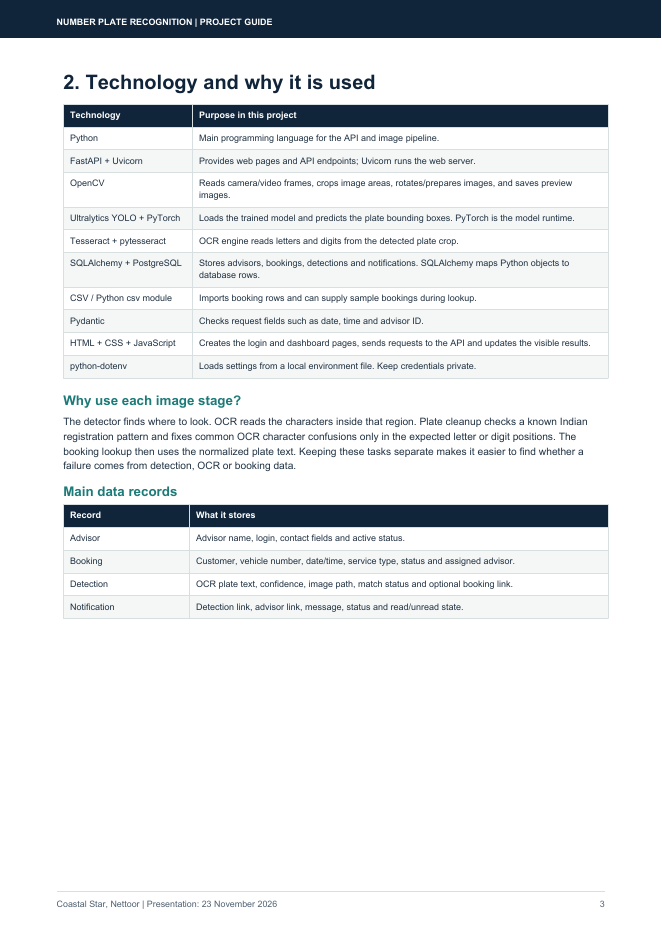 NUMBER PLATE RECOGNITION | PROJECT GUIDE
2. Technology and why it is used
Technology Purpose in this project
Python Main programming language for the API and image pipeline.
FastAPI + Uvicorn Provides web pages and API endpoints; Uvicorn runs the web server.
OpenCV Reads camera/video frames, crops image areas, rotates/prepares images, and saves preview
images.
Ultralytics YOLO + PyTorch Loads the trained model and predicts the plate bounding boxes. PyTorch is the model runtime.
Tesseract + pytesseract OCR engine reads letters and digits from the detected plate crop.
SQLAlchemy + PostgreSQL Stores advisors, bookings, detections and notifications. SQLAlchemy maps Python objects to
database rows.
CSV / Python csv module Imports booking rows and can supply sample bookings during lookup.
Pydantic Checks request fields such as date, time and advisor ID.
HTML + CSS + JavaScript Creates the login and dashboard pages, sends requests to the API and updates the visible results.
python-dotenv Loads settings from a local environment file. Keep credentials private.
Why use each image stage?
The detector finds where to look. OCR reads the characters inside that region. Plate cleanup checks a known Indian
registration pattern and fixes common OCR character confusions only in the expected letter or digit positions. The
booking lookup then uses the normalized plate text. Keeping these tasks separate makes it easier to find whether a
failure comes from detection, OCR or booking data.
Main data records
Record What it stores
Advisor Advisor name, login, contact fields and active status.
Booking Customer, vehicle number, date/time, service type, status and assigned advisor.
Detection OCR plate text, confidence, image path, match status and optional booking link.
Notification Detection link, advisor link, message, status and read/unread state.
Coastal Star, Nettoor | Presentation: 23 November 2026 3